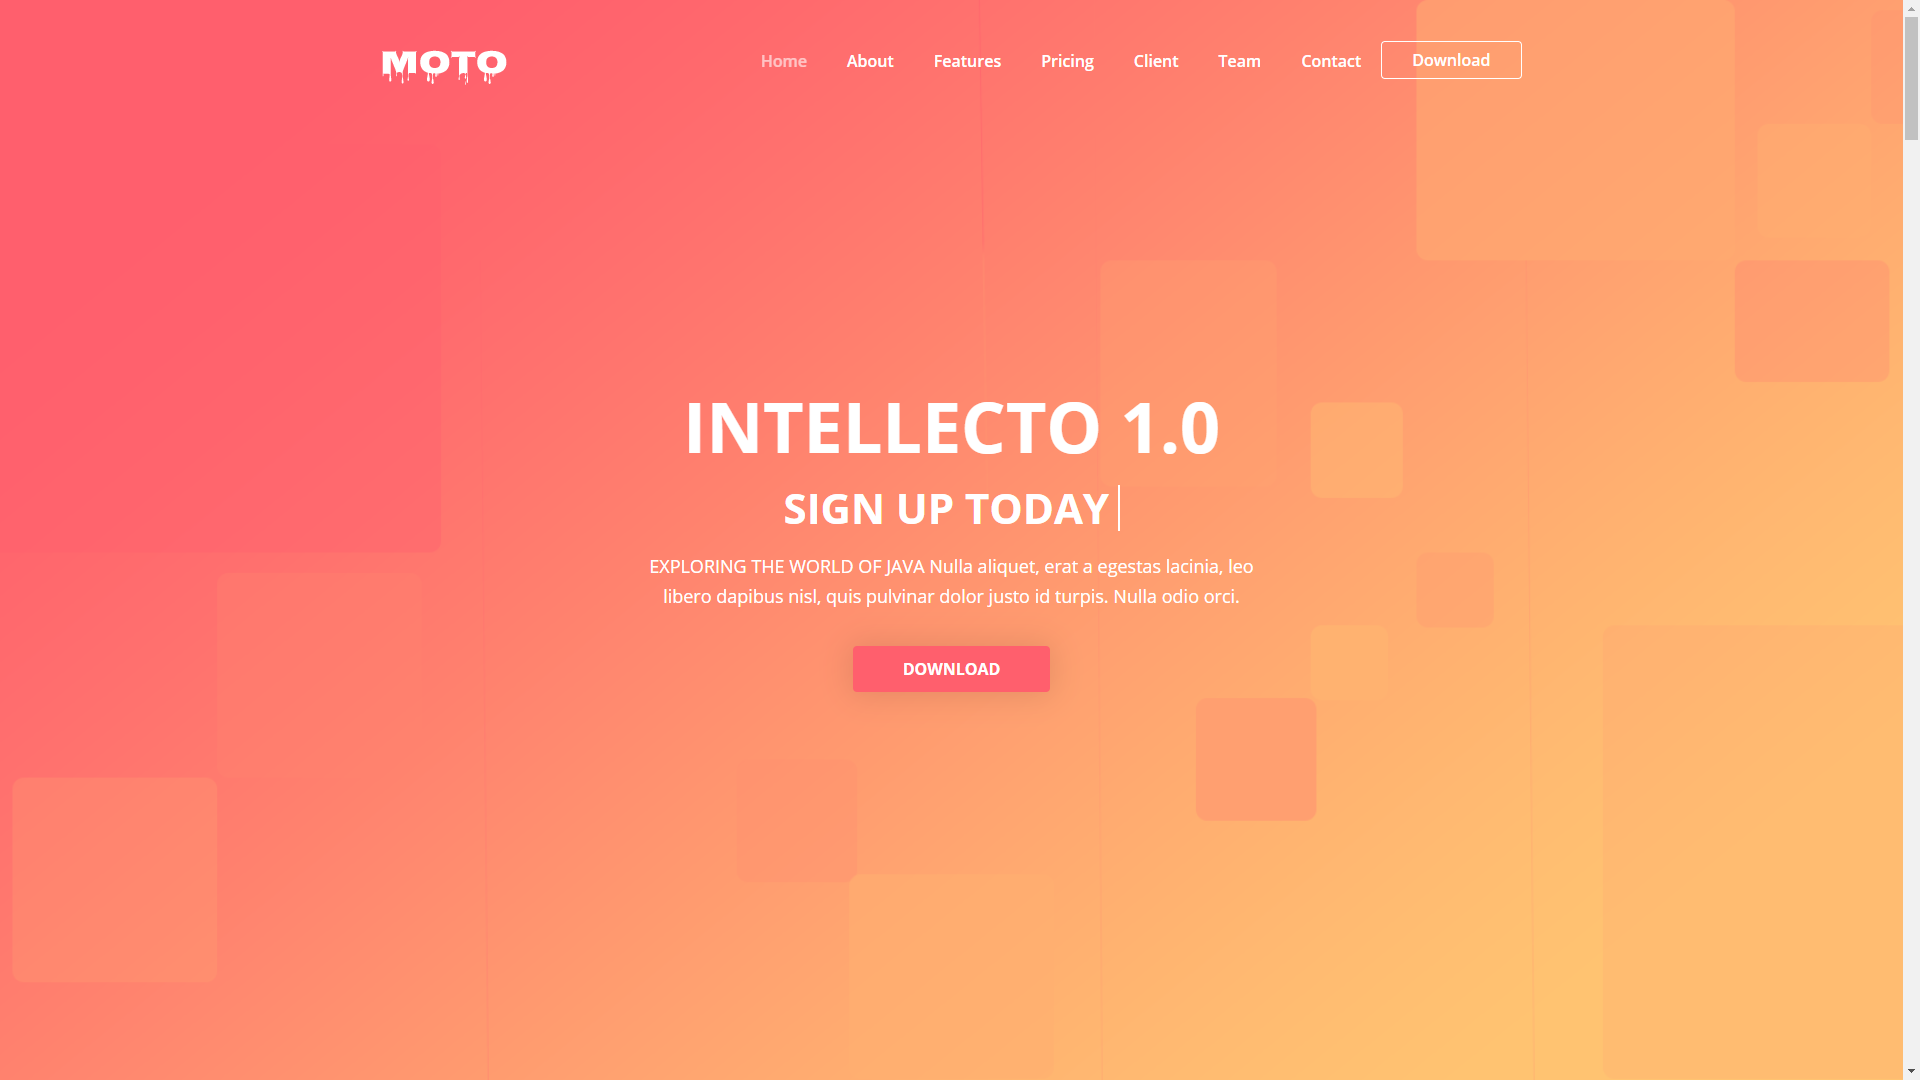 MOTO
Home About Features Pricing Client Team Contact Download
INTELLECTO 1.0
SIGN UP TODAY
EXPLORING THE WORLD OF JAVA Nulla aliquet, erat a egestas lacinia, leo
libero dapibus nisl, quis pulvinar dolor justo id turpis. Nulla odio orci.
DOWNLOAD